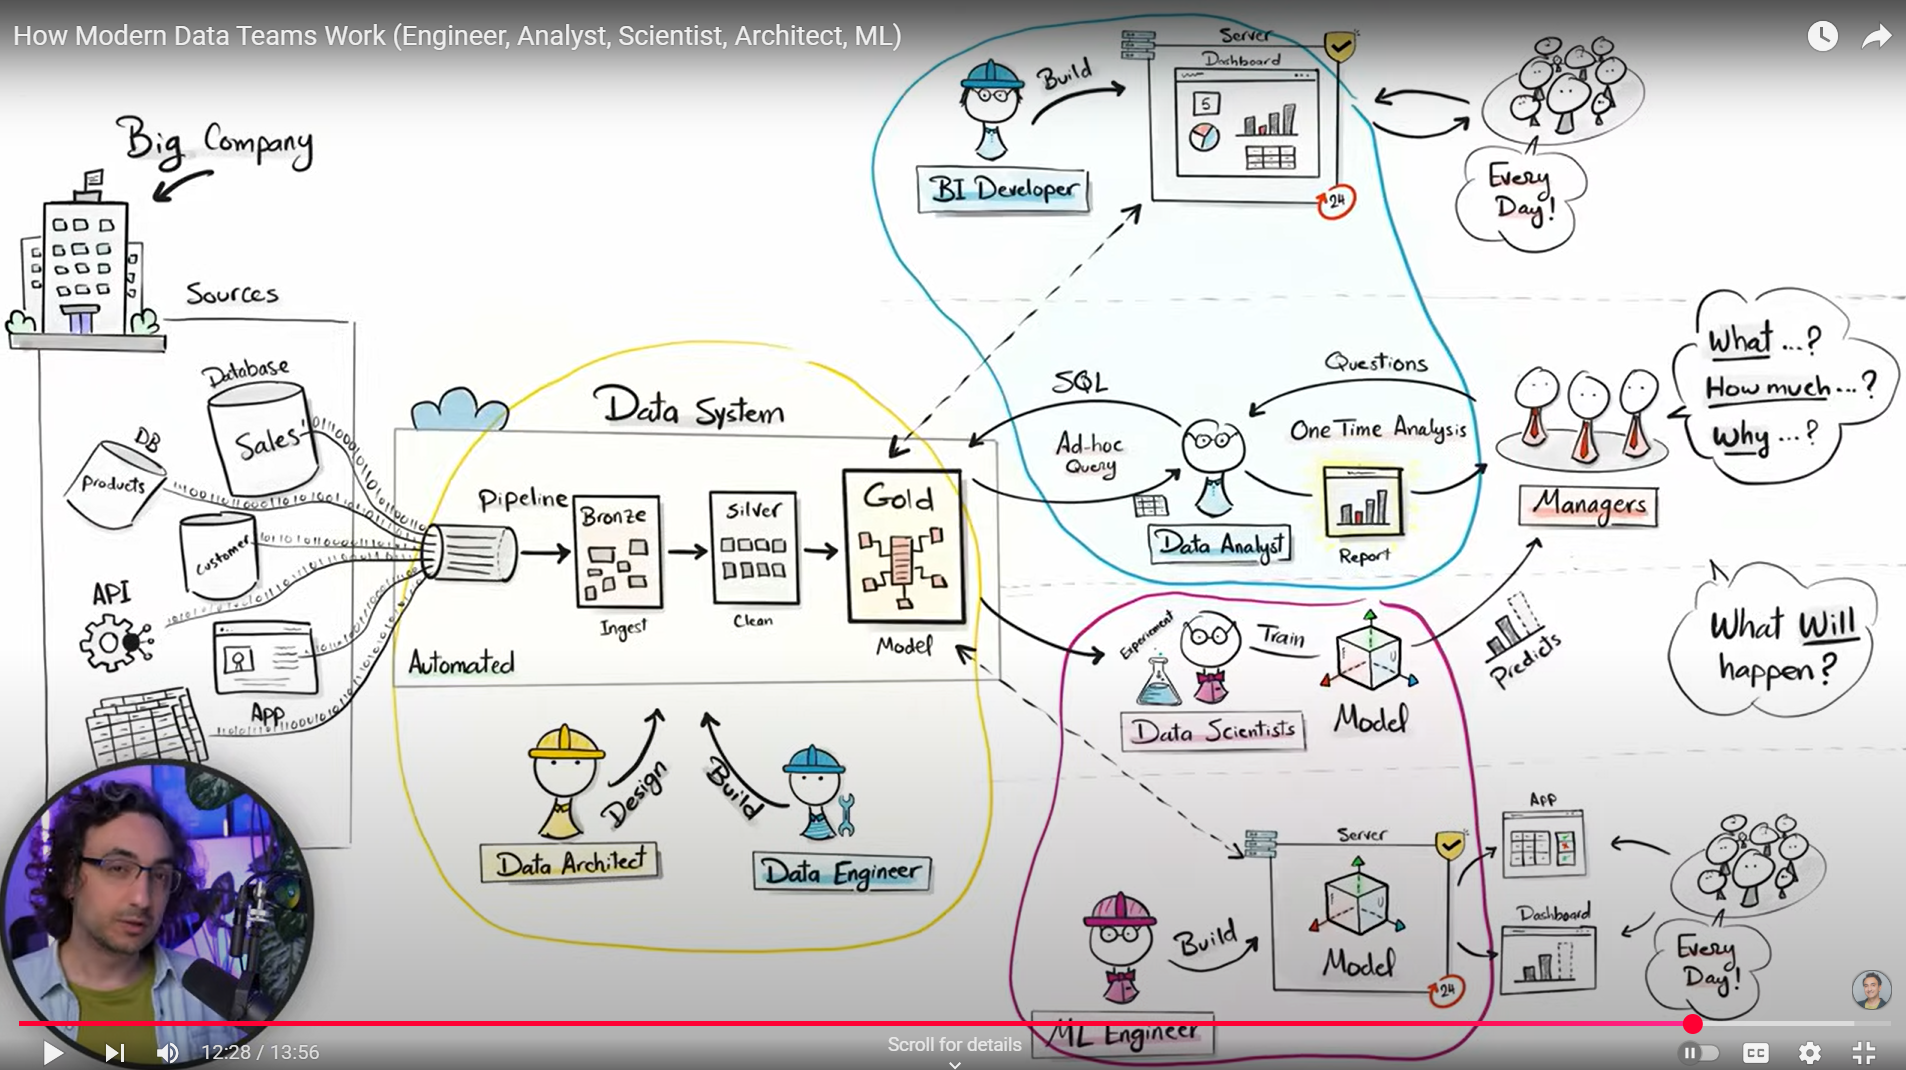 How Modern Data Teams Work (Engineer, Analyst, Scientist, Architect, ML)
Big Company
Sources
Database
Sales
DB
Products
Customer
API
App
Data System
Pipeline
Bronze
Ingest
Silver
Clean
Gold
Model
Automated
Design
Build
Data Architect
Data Engineer
Build
BI Developer
Server
Dashboard
5
24
Every
Day!
SQL
Ad-hoc
Query
Data Analyst
Questions
One Time Analysis
Report
Managers
What ...?
How much...?
Why ...?
Experiement
Train
Data Scientists
Model
Predicts
What Will
happen?
Server
Model
24
Build
ML Engineer
App
Dashboard
Every
Day!
12:28 / 13:56
Scroll for details
CC